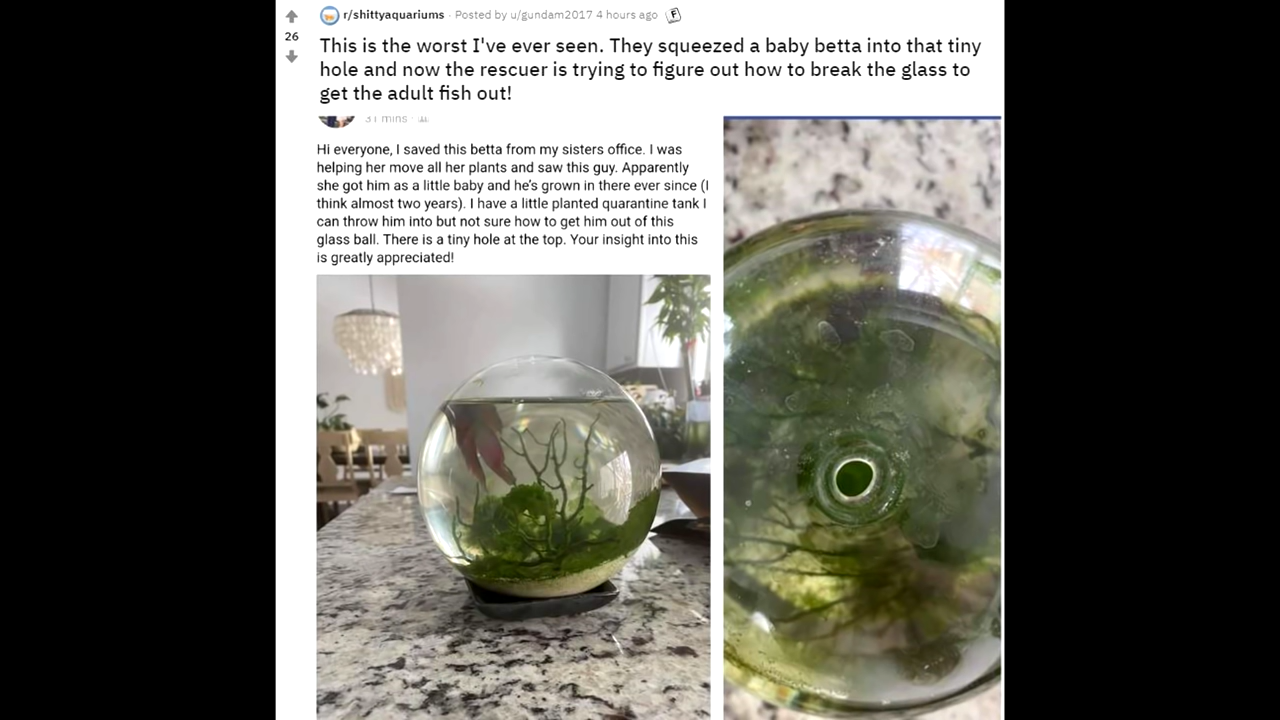 r/shittyaquariums · Posted by u/gundam2017 4 hours ago F
26
This is the worst I've ever seen. They squeezed a baby betta into that tiny
hole and now the rescuer is trying to figure out how to break the glass to
get the adult fish out!
31 mins ·
Hi everyone, I saved this betta from my sisters office. I was
helping her move all her plants and saw this guy. Apparently
she got him as a little baby and he's grown in there ever since (I
think almost two years). I have a little planted quarantine tank I
can throw him into but not sure how to get him out of this
glass ball. There is a tiny hole at the top. Your insight into this
is greatly appreciated!